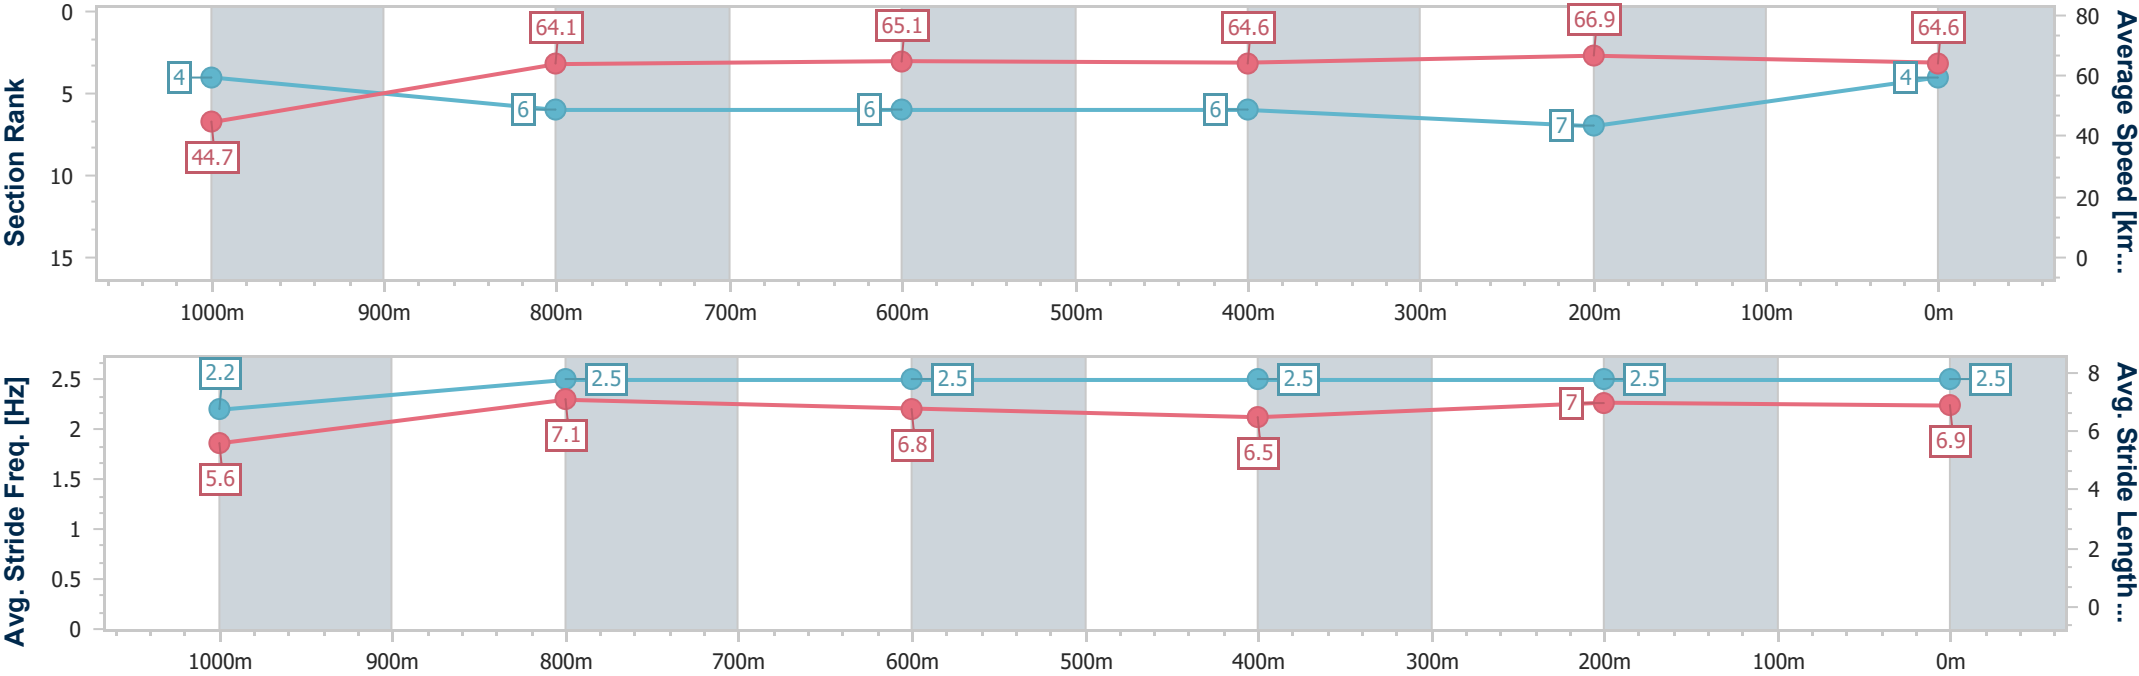 Section Rank
0
5
10
15
4
6
6
6
7
4
44.7
64.1
65.1
64.6
66.9
64.6
80
60
40
20
0
Average Speed [km...
1000m
900m
800m
700m
600m
500m
400m
300m
200m
100m
0m
Avg. Stride Freq. [Hz]
2.5
2
1.5
1
0.5
0
2.2
2.5
2.5
2.5
2.5
2.5
5.6
7.1
6.8
6.5
7
6.9
8
6
4
2
0
Avg. Stride Length ...
1000m
900m
800m
700m
600m
500m
400m
300m
200m
100m
0m